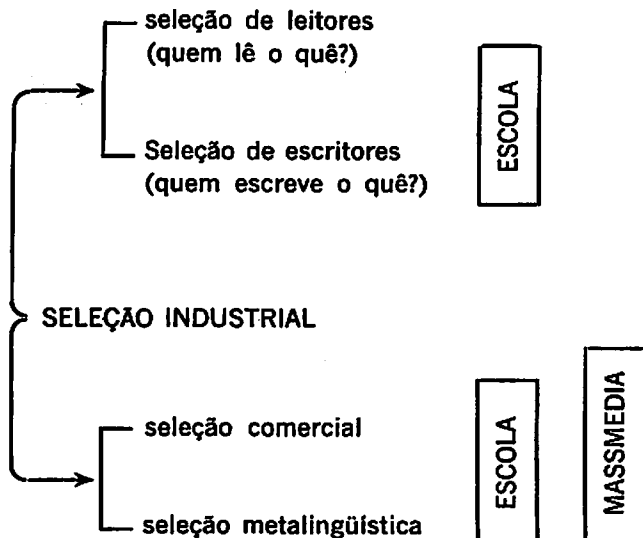 seleção de leitores
(quem lê o quê?)
ESCOLA
Seleção de escritores
(quem escreve o quê?)
SELEÇÃO INDUSTRIAL
seleção comercial
ESCOLA
MASSMEDIA
seleção metalingüística